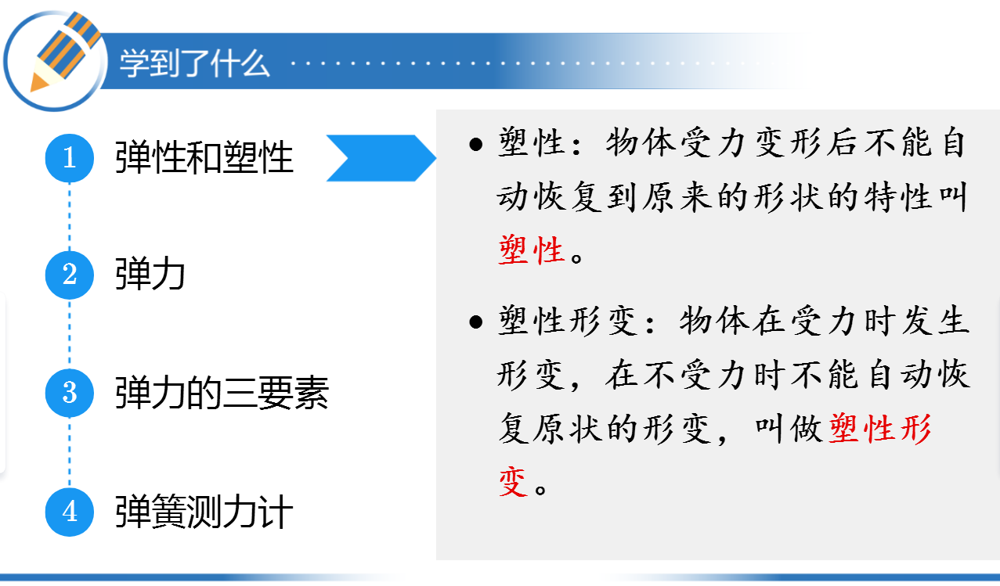 学到了什么
1 弹性和塑性
2 弹力
3 弹力的三要素
4 弹簧测力计
• 塑性：物体受力变形后不能自
动恢复到原来的形状的特性叫
塑性。
• 塑性形变：物体在受力时发生
形变，在不受力时不能自动恢
复原状的形变，叫做塑性形
变。